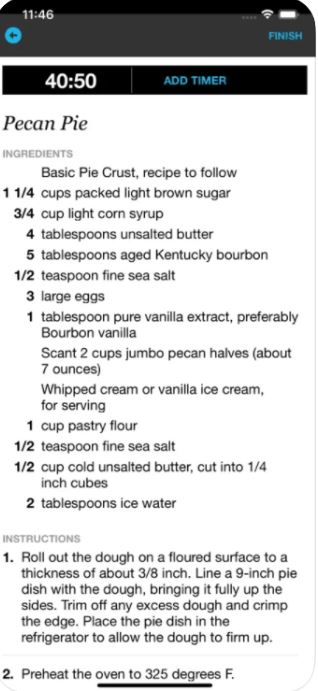 11:46
FINISH
40:50 ADD TIMER
Pecan Pie
INGREDIENTS
Basic Pie Crust, recipe to follow
1 1/4 cups packed light brown sugar
3/4 cup light corn syrup
4 tablespoons unsalted butter
5 tablespoons aged Kentucky bourbon
1/2 teaspoon fine sea salt
3 large eggs
1 tablespoon pure vanilla extract, preferably
Bourbon vanilla
Scant 2 cups jumbo pecan halves (about
7 ounces)
Whipped cream or vanilla ice cream,
for serving
1 cup pastry flour
1/2 teaspoon fine sea salt
1/2 cup cold unsalted butter, cut into 1/4
inch cubes
2 tablespoons ice water
INSTRUCTIONS
1. Roll out the dough on a floured surface to a
thickness of about 3/8 inch. Line a 9-inch pie
dish with the dough, bringing it fully up the
sides. Trim off any excess dough and crimp
the edge. Place the pie dish in the
refrigerator to allow the dough to firm up.
2. Preheat the oven to 325 degrees F.